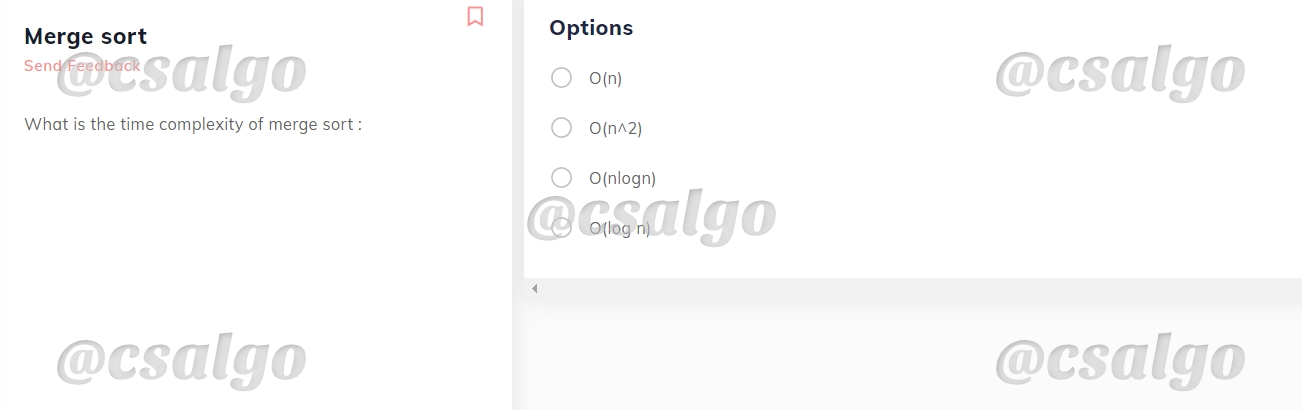 Merge sort
Send Feedback
@csalgo
What is the time complexity of merge sort :
@csalgo
Options
O(n)
@csalgo
O(n^2)
O(nlogn)
@csalgo
O(log n)
@csalgo